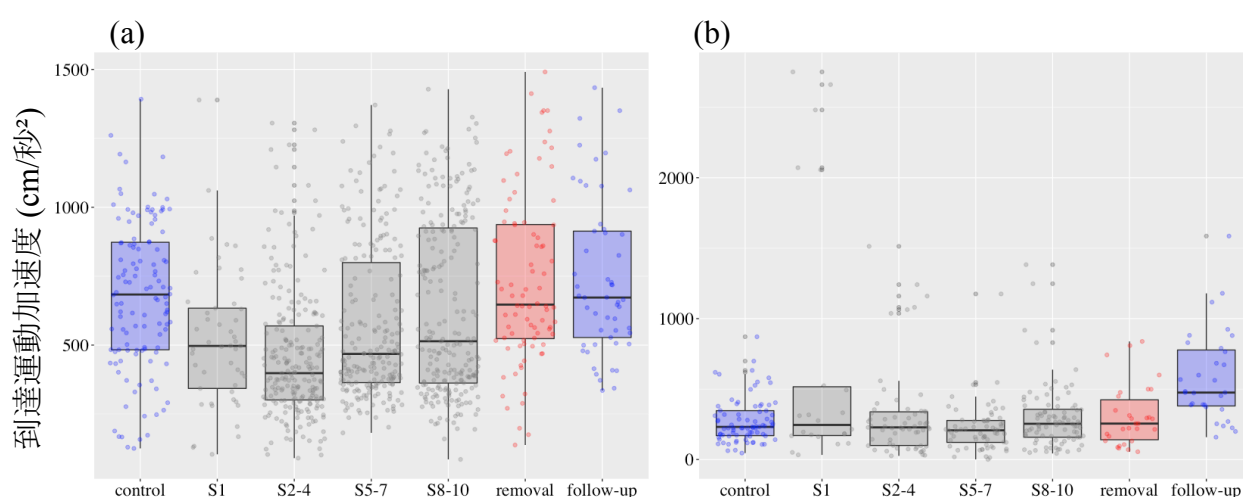 (a)
(b)
到達運動加速度 (cm/秒²)
1500
1000
500
control S1 S2-4 S5-7 S8-10 removal follow-up
2000
1000
0
control S1 S2-4 S5-7 S8-10 removal follow-up